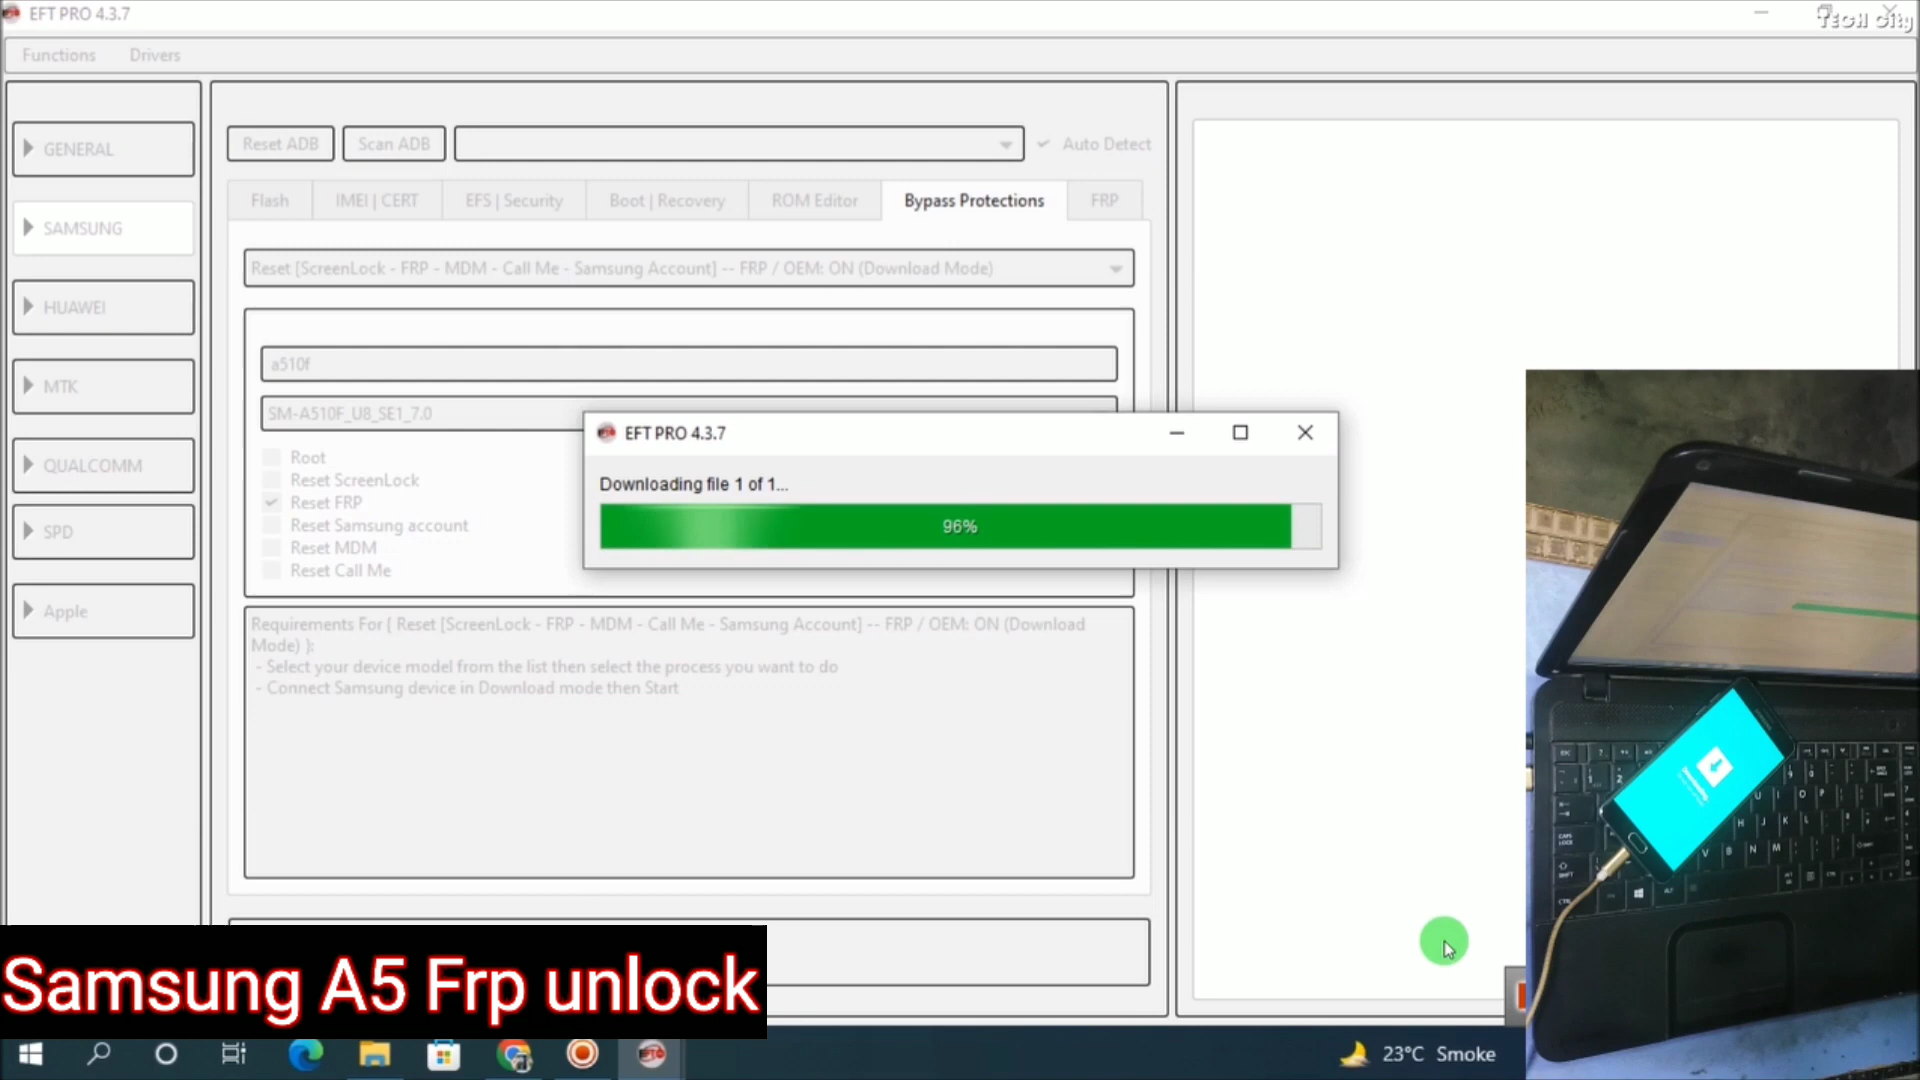 EFT PRO 4.3.7
TECH City
Functions Drivers
GENERAL
SAMSUNG
HUAWEI
MTK
QUALCOMM
SPD
Apple
Reset ADB Scan ADB Auto Detect
Flash IMEI | CERT EFS | Security Boot | Recovery ROM Editor Bypass Protections FRP
Reset [ScreenLock - FRP - MDM - Call Me - Samsung Account] -- FRP / OEM: ON (Download Mode)
a510f
SM-A510F_U8_SE1_7.0
Root
Reset ScreenLock
Reset FRP
Reset Samsung account
Reset MDM
Reset Call Me
EFT PRO 4.3.7
Downloading file 1 of 1...
96%
Requirements For ( Reset [ScreenLock - FRP - MDM - Call Me - Samsung Account] -- FRP / OEM: ON (Download
Mode) ):
- Select your device model from the list then select the process you want to do
- Connect Samsung device in Download mode then Start
Samsung A5 Frp unlock
23°C Smoke